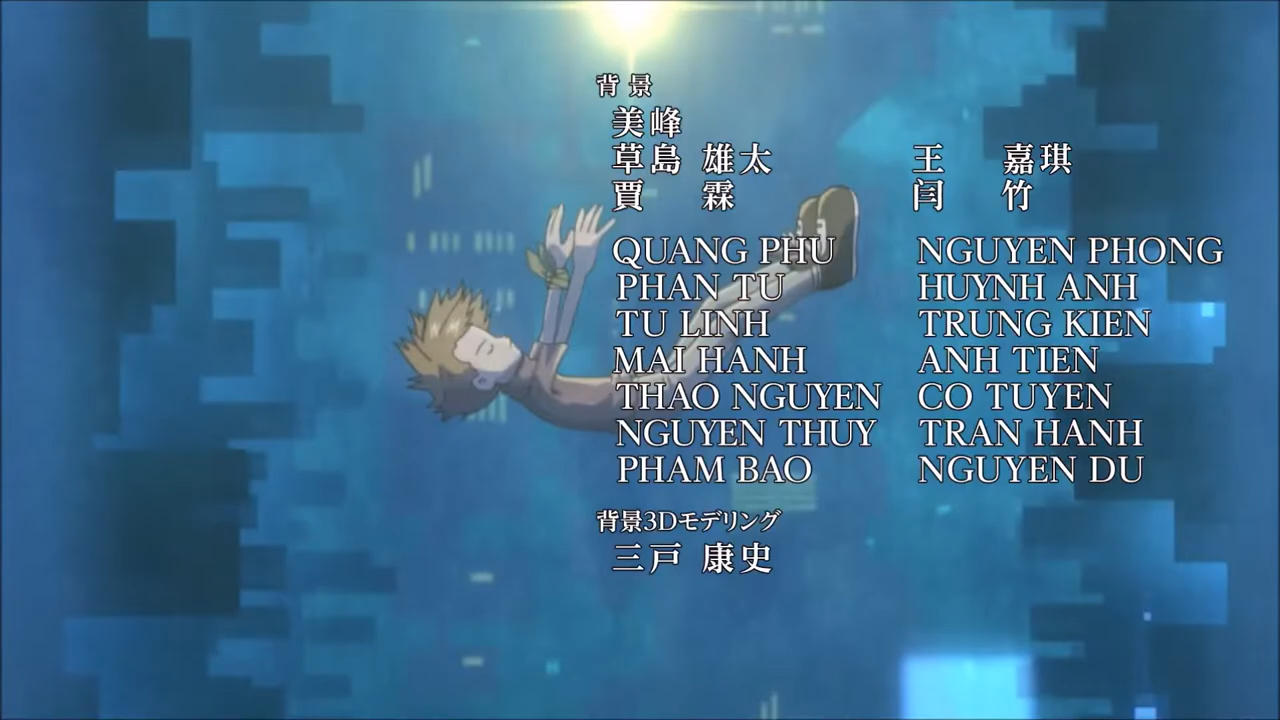 背景
美峰
草島 雄太 王 嘉琪
賈 霖 闫 竹
QUANG PHU NGUYEN PHONG
PHAN TU HUYNH ANH
TU LINH TRUNG KIEN
MAI HANH ANH TIEN
THAO NGUYEN CO TUYEN
NGUYEN THUY TRAN HANH
PHAM BAO NGUYEN DU
背景3Dモデリング
三戸 康史